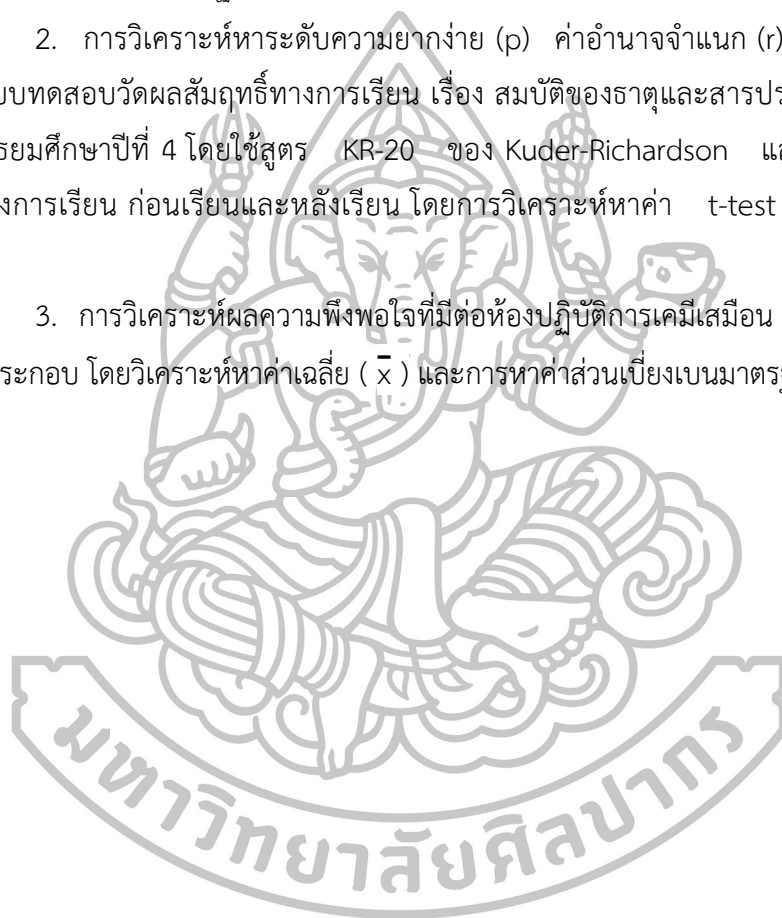 2. การวิเคราะห์หาระดับความยากง่าย (p) ค่าอำนาจจำแนก (r)
บทดสอบวัดผลสัมฤทธิ์ทางการเรียน เรื่อง สมบัติของธาตุและสารปร
ธยมศึกษาปีที่ 4 โดยใช้สูตร KR-20 ของ Kuder-Richardson แ
งการเรียน ก่อนเรียนและหลังเรียน โดยการวิเคราะห์หาค่า t-test
3. การวิเคราะห์ผลความพึงพอใจที่มีต่อห้องปฏิบัติการเคมีเสมือน
ระกอบ โดยวิเคราะห์หาค่าเฉลี่ย ( x̄ ) และการหาค่าส่วนเบี่ยงเบนมาตรฐ
มหาวิทยาลัยศิลปากร